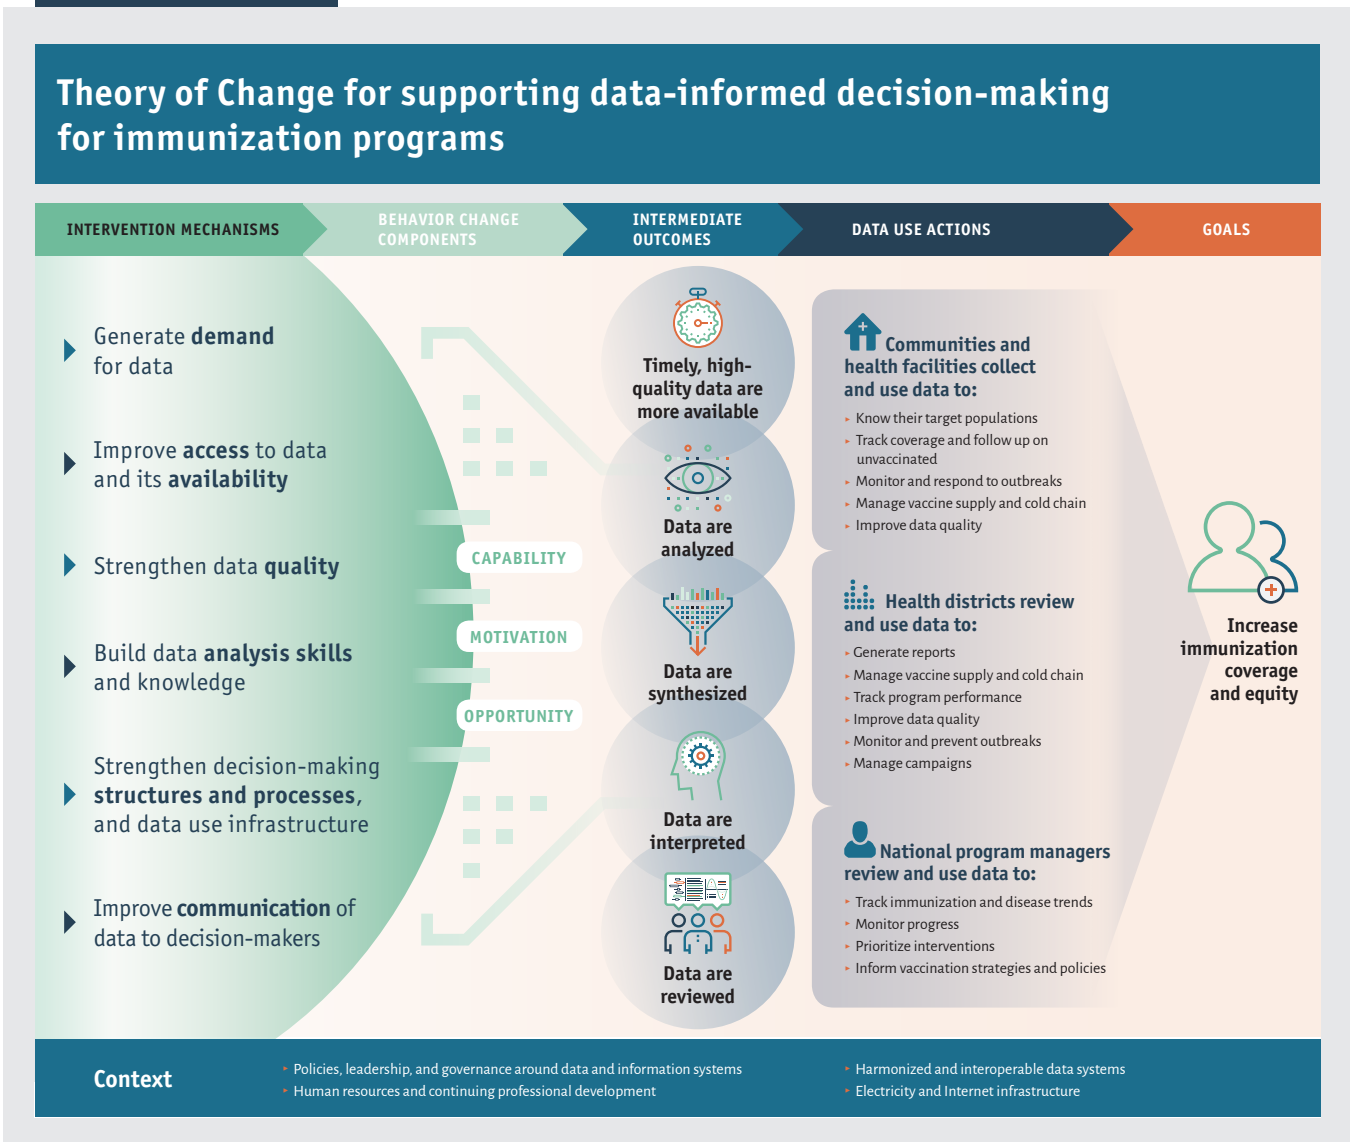 Theory of Change for supporting data-informed decision-making
for immunization programs
INTERVENTION MECHANISMS
BEHAVIOR CHANGE
COMPONENTS
INTERMEDIATE
OUTCOMES
DATA USE ACTIONS
GOALS
Generate demand
for data
Improve access to data
and its availability
Strengthen data quality
Build data analysis skills
and knowledge
Strengthen decision-making
structures and processes,
and data use infrastructure
Improve communication of
data to decision-makers
CAPABILITY
MOTIVATION
OPPORTUNITY
Timely, high-
quality data are
more available
Data are
analyzed
Data are
synthesized
Data are
interpreted
Data are
reviewed
Communities and
health facilities collect
and use data to:
Know their target populations
Track coverage and follow up on
unvaccinated
Monitor and respond to outbreaks
Manage vaccine supply and cold chain
Improve data quality
Health districts review
and use data to:
Generate reports
Manage vaccine supply and cold chain
Track program performance
Improve data quality
Monitor and prevent outbreaks
Manage campaigns
National program managers
review and use data to:
Track immunization and disease trends
Monitor progress
Prioritize interventions
Inform vaccination strategies and policies
Increase
immunization
coverage
and equity
Context
Policies, leadership, and governance around data and information systems
Human resources and continuing professional development
Harmonized and interoperable data systems
Electricity and Internet infrastructure